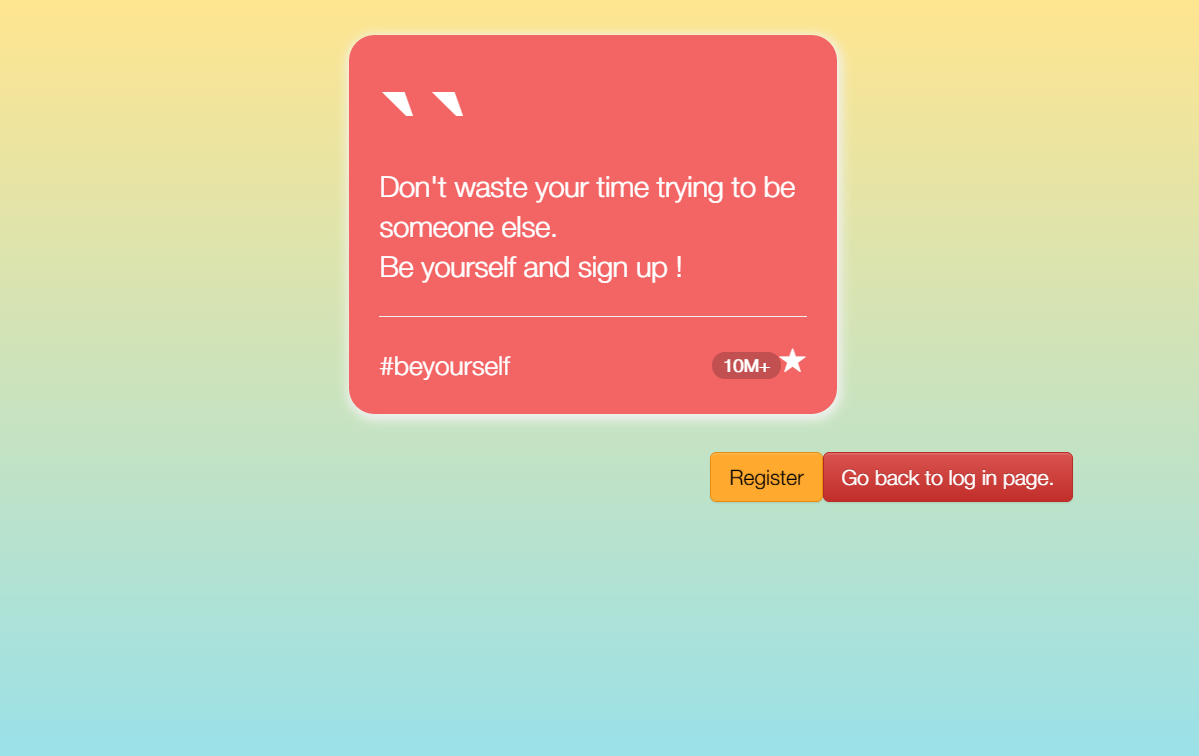 Don't waste your time trying to be
someone else.
Be yourself and sign up !
#beyourself 10M+
Register Go back to log in page.